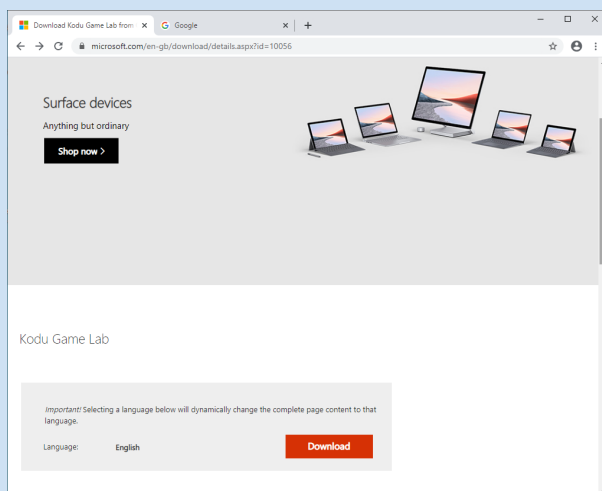 Download Kodu Game Lab from
Google
microsoft.com/en-gb/download/details.aspx?id=10056
Surface devices
Anything but ordinary
Shop now >
Kodu Game Lab
Important! Selecting a language below will dynamically change the complete page content to that
language.
Language: English Download